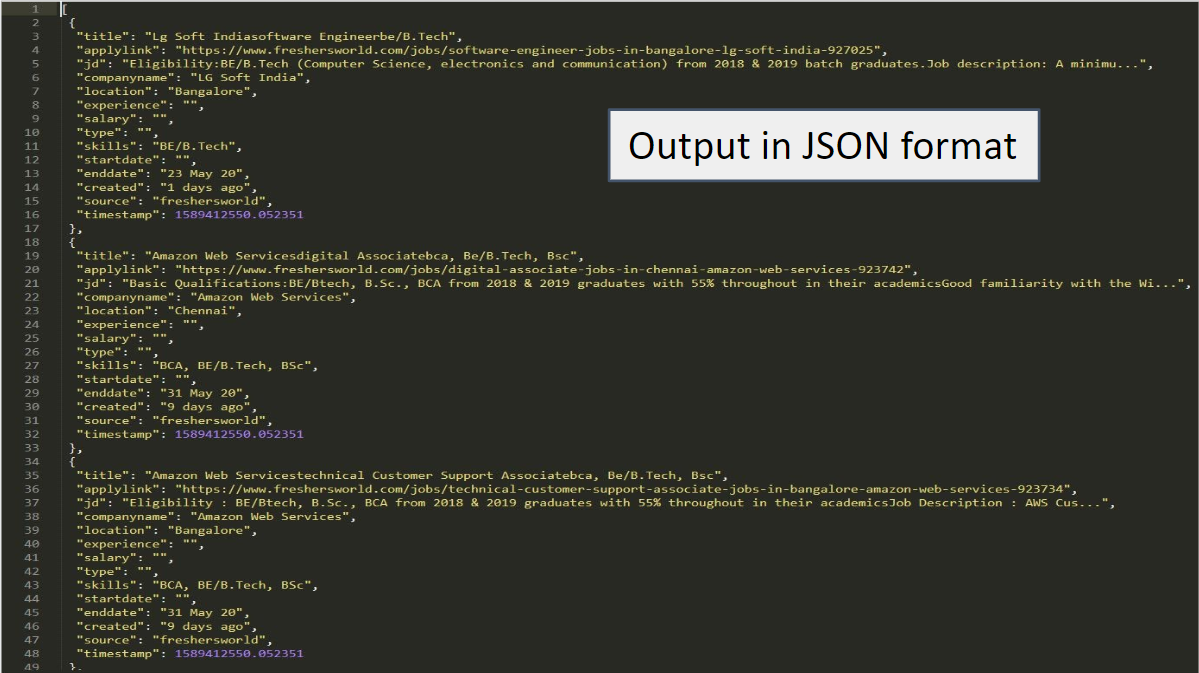 1 [
2 {
3 "title": "Lg Soft Indiasoftware Engineerbe/B.Tech",
4 "applylink": "https://www.freshersworld.com/jobs/software-engineer-jobs-in-bangalore-lg-soft-india-927025",
5 "jd": "Eligibility:BE/B.Tech (Computer Science, electronics and communication) from 2018 & 2019 batch graduates.Job description: A minimu...",
6 "companyname": "LG Soft India",
7 "location": "Bangalore",
8 "experience": "",
9 "salary": "",
10 "type": "",
11 "skills": "BE/B.Tech",
12 "startdate": "",
13 "enddate": "23 May 20",
14 "created": "1 days ago",
15 "source": "freshersworld",
16 "timestamp": 1589412550.052351
17 },
Output in JSON format
18 {
19 "title": "Amazon Web Servicesdigital Associatebca, Be/B.Tech, Bsc",
20 "applylink": "https://www.freshersworld.com/jobs/digital-associate-jobs-in-chennai-amazon-web-services-923742",
21 "jd": "Basic Qualifications:BE/Btech, B.Sc., BCA from 2018 & 2019 graduates with 55% throughout in their academicsGood familiarity with the Wi...",
22 "companyname": "Amazon Web Services",
23 "location": "Chennai",
24 "experience": "",
25 "salary": "",
26 "type": "",
27 "skills": "BCA, BE/B.Tech, BSc",
28 "startdate": "",
29 "enddate": "31 May 20",
30 "created": "9 days ago",
31 "source": "freshersworld",
32 "timestamp": 1589412550.052351
33 },
34 {
35 "title": "Amazon Web Servicestechnical Customer Support Associatebca, Be/B.Tech, Bsc",
36 "applylink": "https://www.freshersworld.com/jobs/technical-customer-support-associate-jobs-in-bangalore-amazon-web-services-923734",
37 "jd": "Eligibility : BE/Btech, B.Sc., BCA from 2018 & 2019 graduates with 55% throughout in their academicsJob Description : AWS Cus...",
38 "companyname": "Amazon Web Services",
39 "location": "Bangalore",
40 "experience": "",
41 "salary": "",
42 "type": "",
43 "skills": "BCA, BE/B.Tech, BSc",
44 "startdate": "",
45 "enddate": "31 May 20",
46 "created": "9 days ago",
47 "source": "freshersworld",
48 "timestamp": 1589412550.052351
49 },